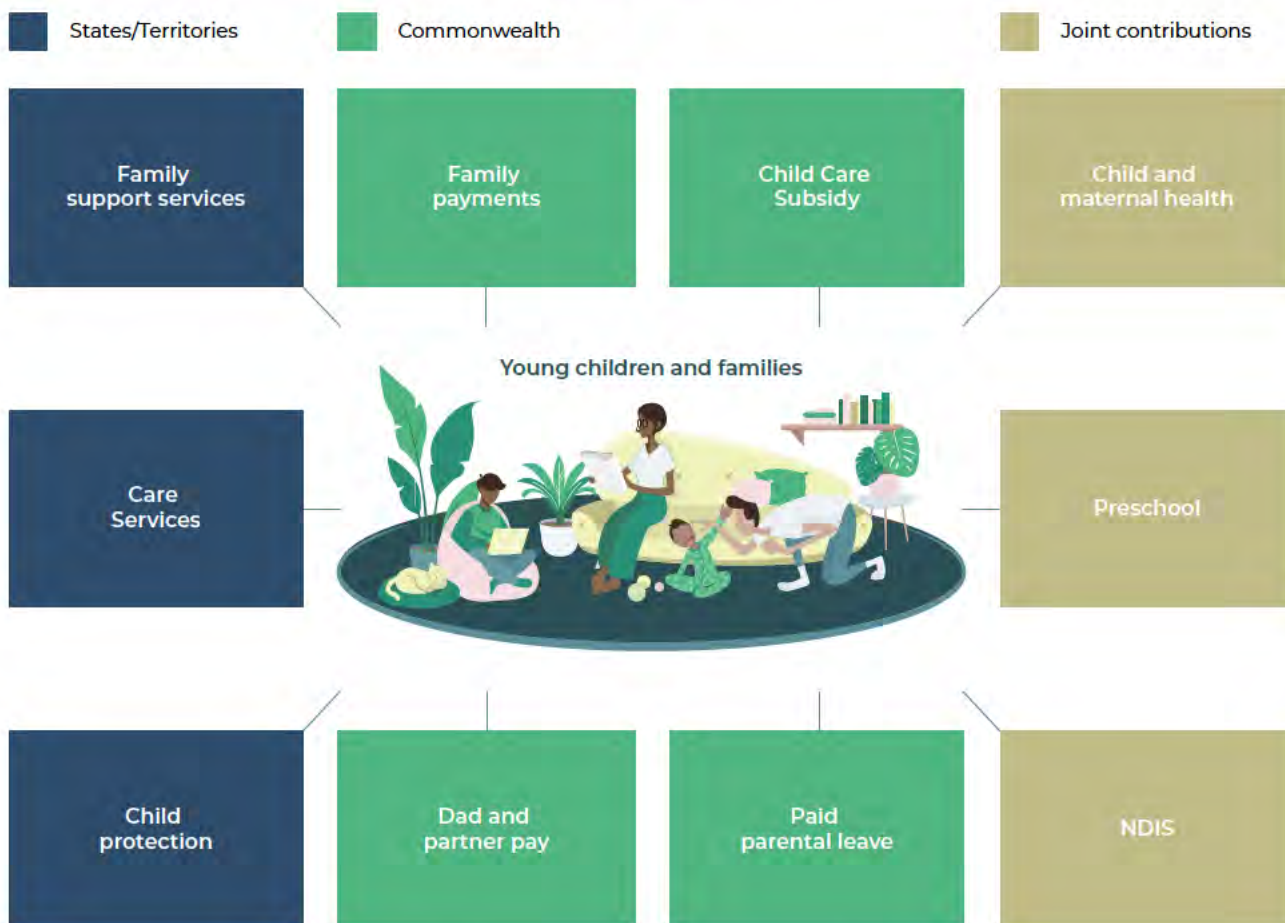 States/Territories
Commonwealth
Joint contributions
Family
support services
Family
payments
Child Care
Subsidy
Child and
maternal health
Young children and families
Care
Services
Preschool
Child
protection
Dad and
partner pay
Paid
parental leave
NDIS